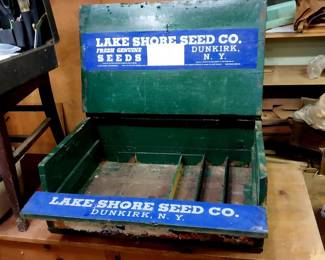 LAKE SHORE SEED CO.
FRESH GENUINE DUNKIRK,
SEEDS N. Y.
LAKE SHORE SEED CO.
DUNKIRK, N. Y.